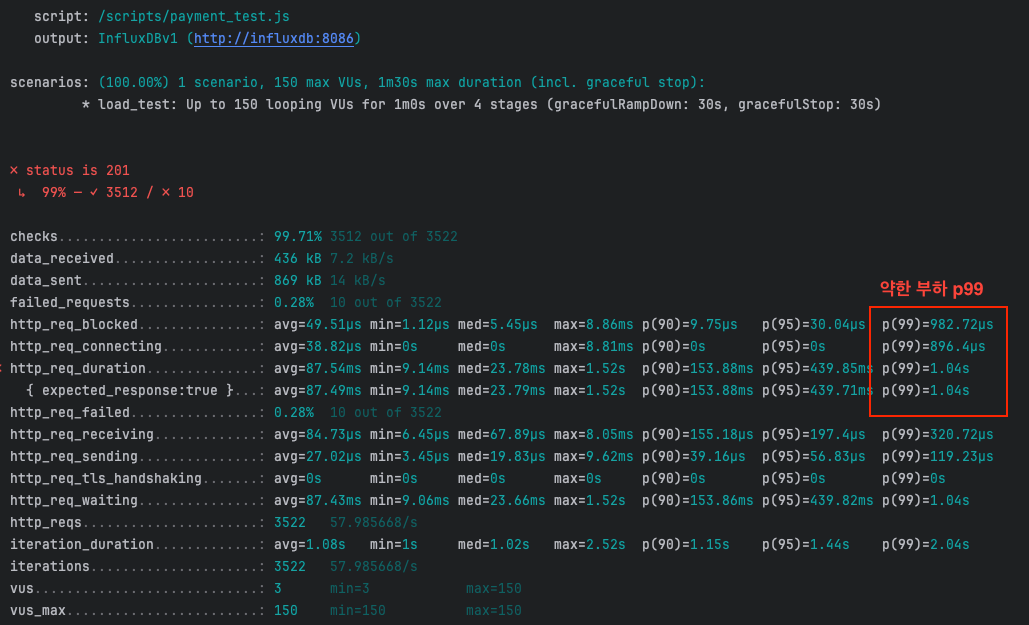 script: /scripts/payment_test.js
output: InfluxDBv1 (http://influxdb:8086)
scenarios: (100.00%) 1 scenario, 150 max VUs, 1m30s max duration (incl. graceful stop):
* load_test: Up to 150 looping VUs for 1m0s over 4 stages (gracefulRampDown: 30s, gracefulStop: 30s)
✗ status is 201
↳ 99% — ✓ 3512 / ✗ 10
checks.........................: 99.71% 3512 out of 3522
data_received..................: 436 kB 7.2 kB/s
data_sent......................: 869 kB 14 kB/s
약한 부하 p99
failed_requests................: 0.28% 10 out of 3522
http_req_blocked...............: avg=49.51µs min=1.12µs med=5.45µs max=8.86ms p(90)=9.75µs p(95)=30.04µs p(99)=982.72µs
http_req_connecting............: avg=38.82µs min=0s med=0s max=8.81ms p(90)=0s p(95)=0s p(99)=896.4µs
✗ http_req_duration..............: avg=87.54ms min=9.14ms med=23.78ms max=1.52s p(90)=153.88ms p(95)=439.85ms p(99)=1.04s
{ expected_response:true }...: avg=87.49ms min=9.14ms med=23.79ms max=1.52s p(90)=153.88ms p(95)=439.71ms p(99)=1.04s
http_req_failed................: 0.28% 10 out of 3522
http_req_receiving.............: avg=84.73µs min=6.45µs med=67.89µs max=8.05ms p(90)=155.18µs p(95)=197.4µs p(99)=320.72µs
http_req_sending...............: avg=27.02µs min=3.45µs med=19.83µs max=9.62ms p(90)=39.16µs p(95)=56.83µs p(99)=119.23µs
http_req_tls_handshaking.......: avg=0s min=0s med=0s max=0s p(90)=0s p(95)=0s p(99)=0s
http_req_waiting...............: avg=87.43ms min=9.06ms med=23.66ms max=1.52s p(90)=153.86ms p(95)=439.82ms p(99)=1.04s
http_reqs......................: 3522 57.985668/s
iteration_duration.............: avg=1.08s min=1s med=1.02s max=2.52s p(90)=1.15s p(95)=1.44s p(99)=2.04s
iterations.....................: 3522 57.985668/s
vus............................: 3 min=3 max=150
vus_max........................: 150 min=150 max=150